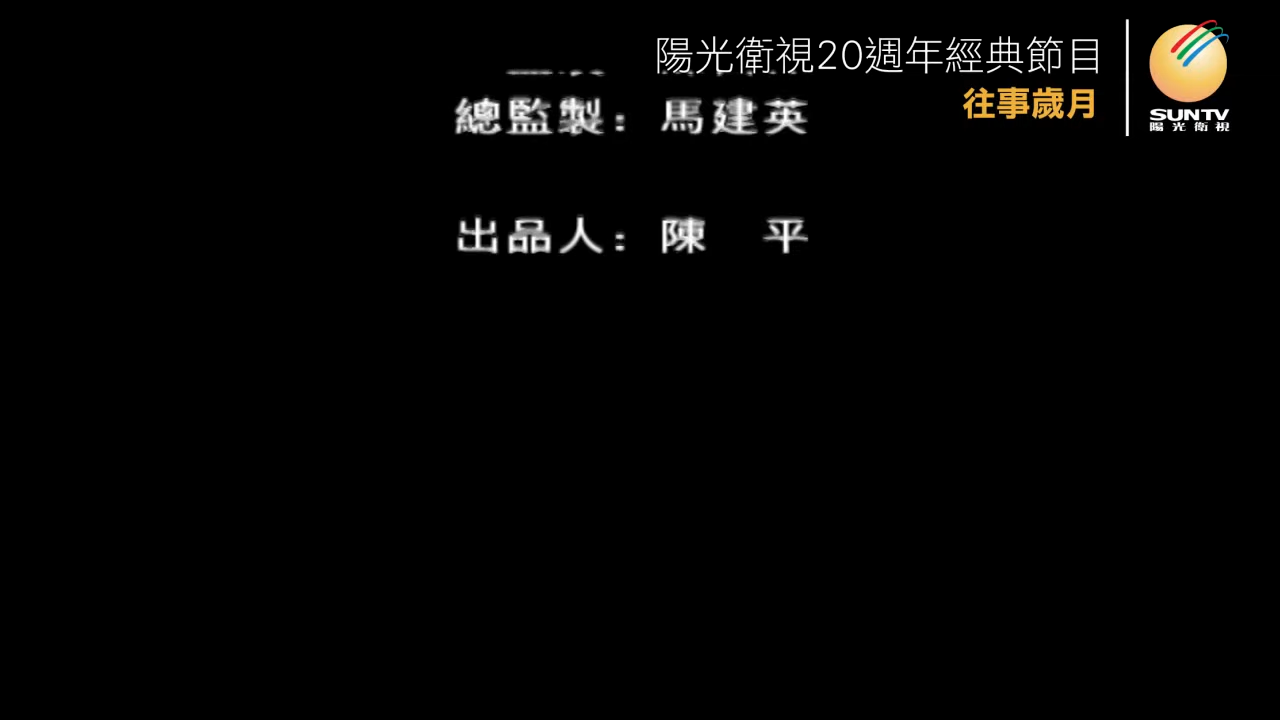 陽光衛視20週年經典節目
往事歲月
SUNTV
陽光衛視
總監製：馬建英
出品人：陳　平